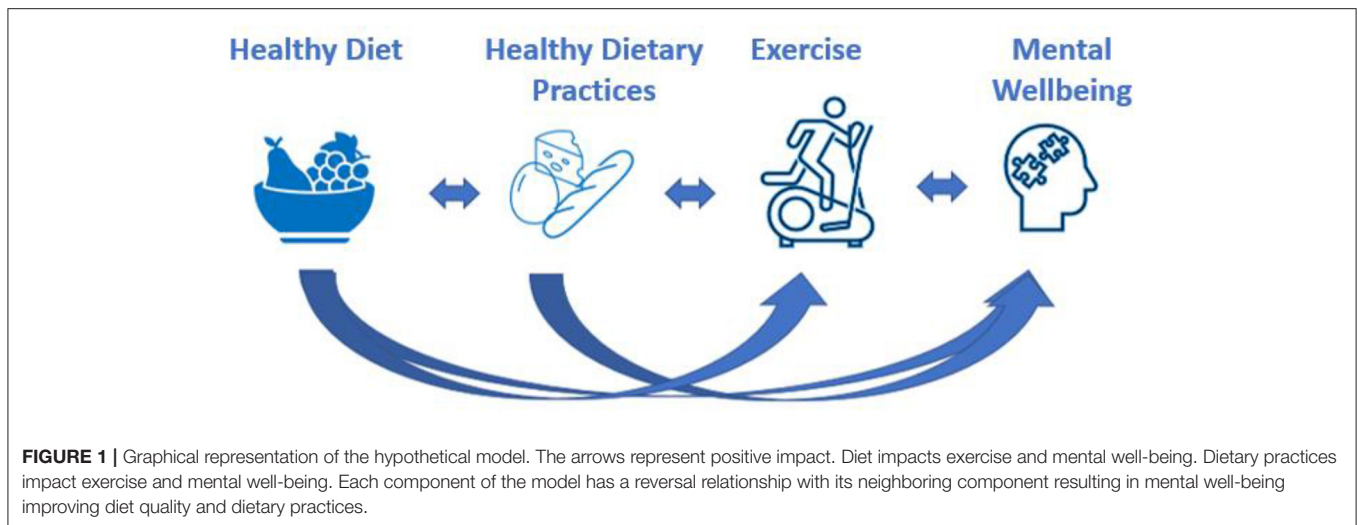 Healthy Diet
Healthy Dietary
Practices
Exercise
Mental
Wellbeing
FIGURE 1 | Graphical representation of the hypothetical model. The arrows represent positive impact. Diet impacts exercise and mental well-being. Dietary practices
impact exercise and mental well-being. Each component of the model has a reversal relationship with its neighboring component resulting in mental well-being
improving diet quality and dietary practices.